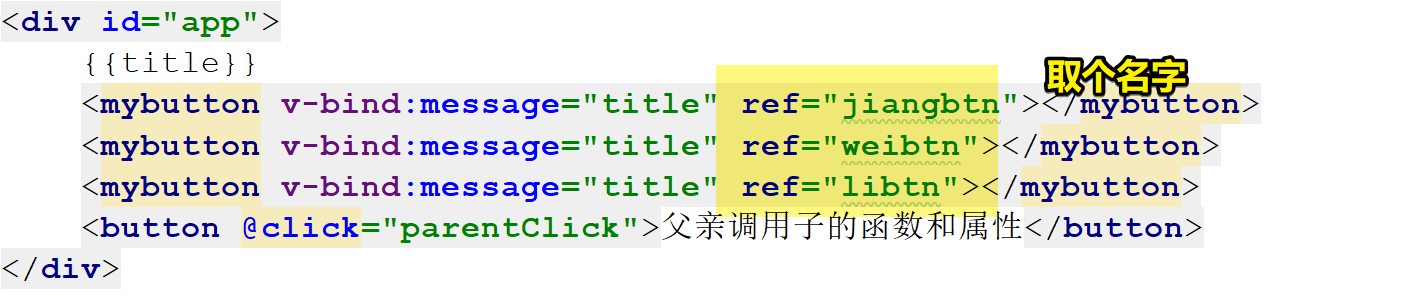 <div id="app">
{{title}}
取个名字
<mybutton v-bind:message="title" ref="jiangbtn"></mybutton>
<mybutton v-bind:message="title" ref="weibtn"></mybutton>
<mybutton v-bind:message="title" ref="libtn"></mybutton>
<button @click="parentClick">父亲调用子的函数和属性</button>
</div>